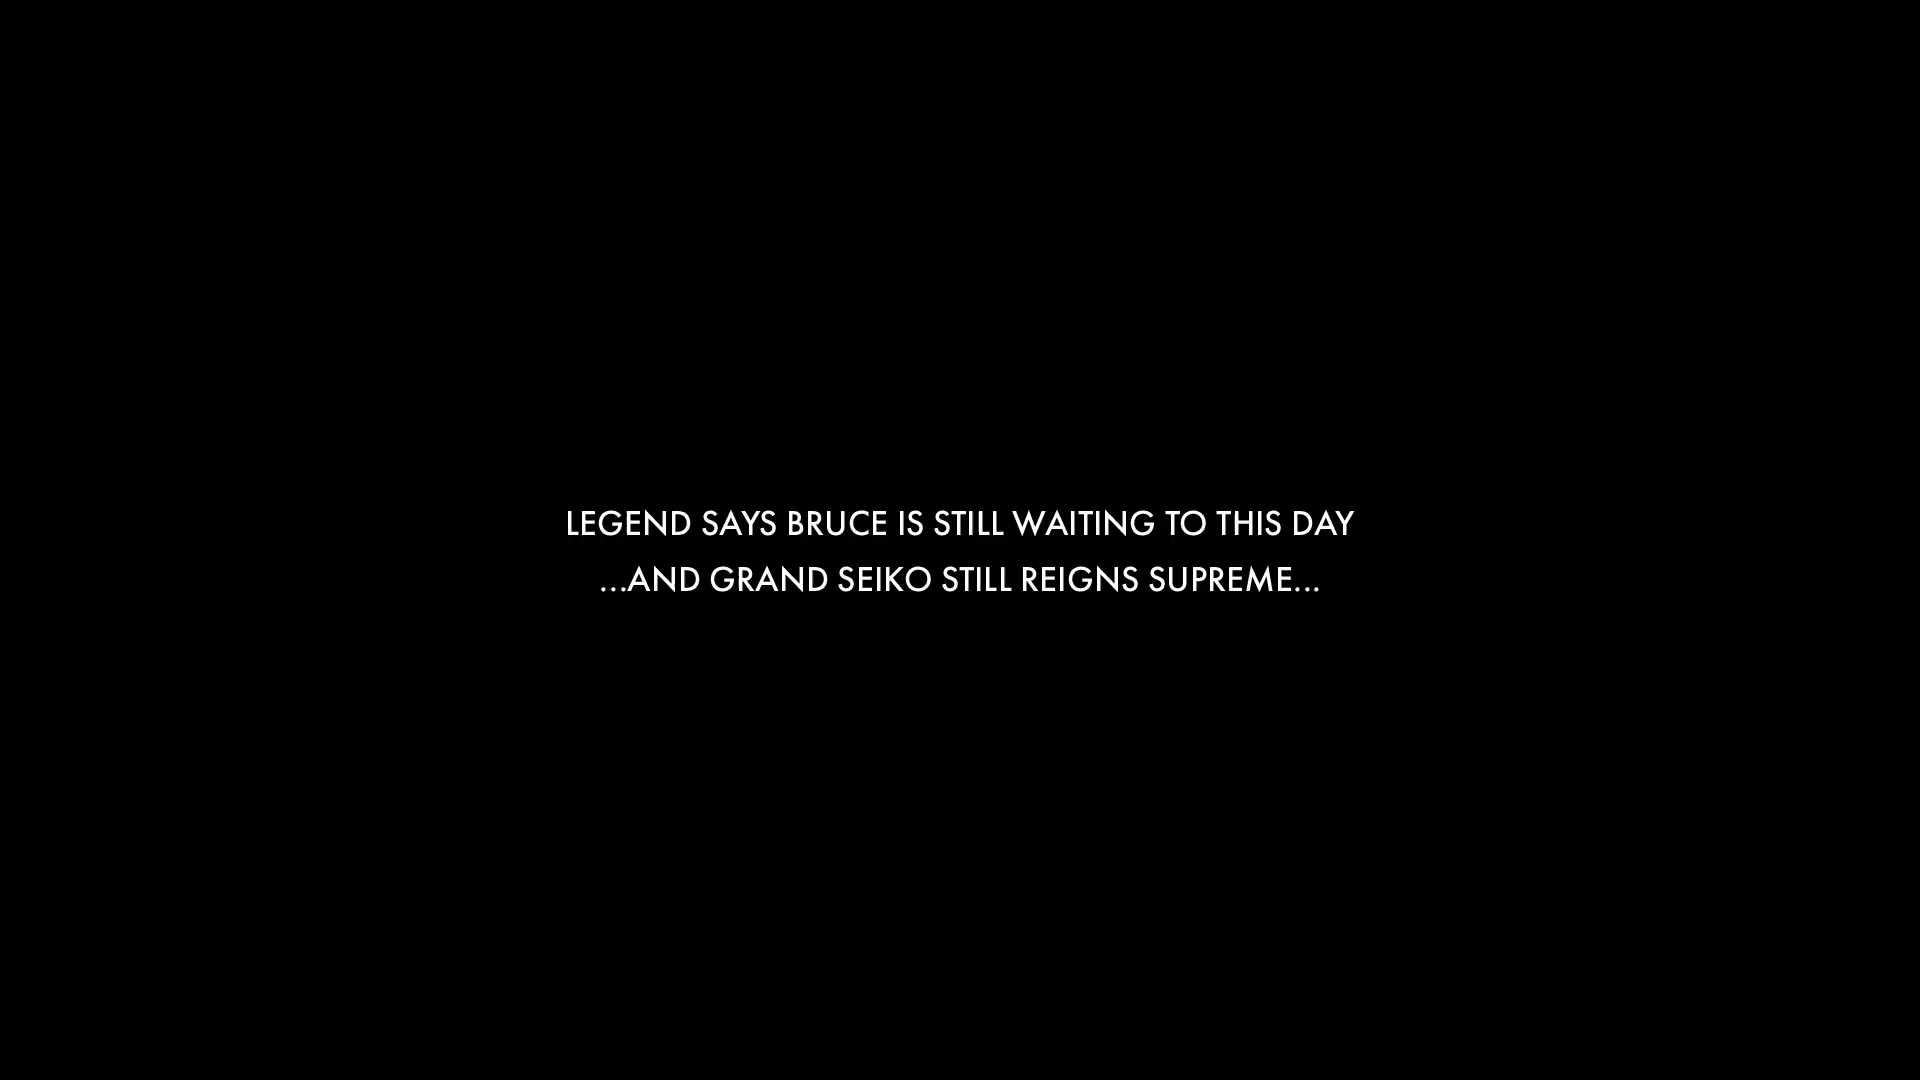 LEGEND SAYS BRUCE IS STILL WAITING TO THIS DAY
...AND GRAND SEIKO STILL REIGNS SUPREME...